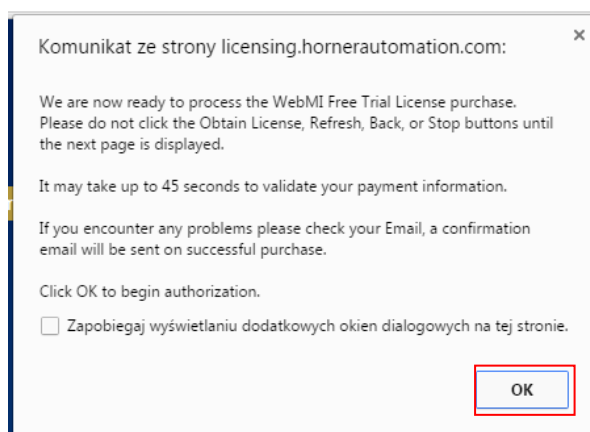 Komunikat ze strony licensing.hornerautomation.com:
We are now ready to process the WebMI Free Trial License purchase.
Please do not click the Obtain License, Refresh, Back, or Stop buttons until
the next page is displayed.
It may take up to 45 seconds to validate your payment information.
If you encounter any problems please check your Email, a confirmation
email will be sent on successful purchase.
Click OK to begin authorization.
Zapobiegaj wyświetlaniu dodatkowych okien dialogowych na tej stronie.
OK